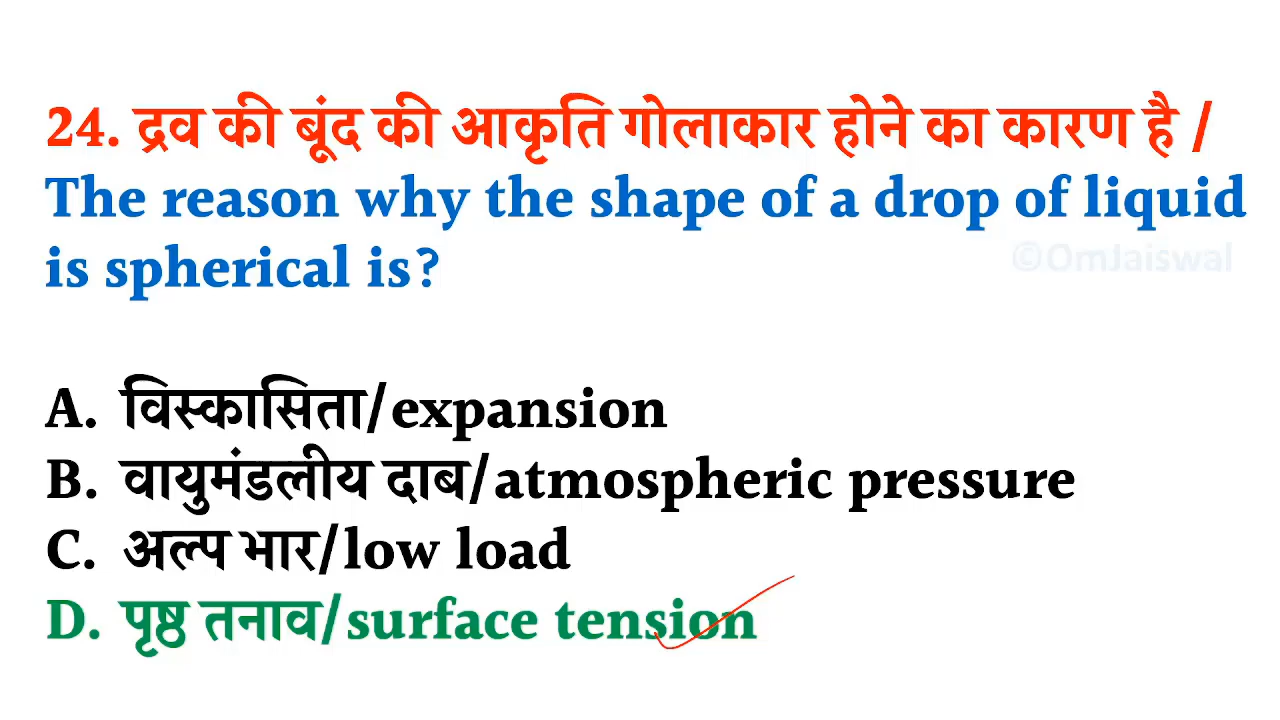 24. द्रव की बूंद की आकृति गोलाकार होने का कारण है /
The reason why the shape of a drop of liquid
is spherical is?
©OmJaiswal
A. विस्कासिता/expansion
B. वायुमंडलीय दाब/atmospheric pressure
C. अल्प भार/low load
D. पृष्ठ तनाव/surface tension